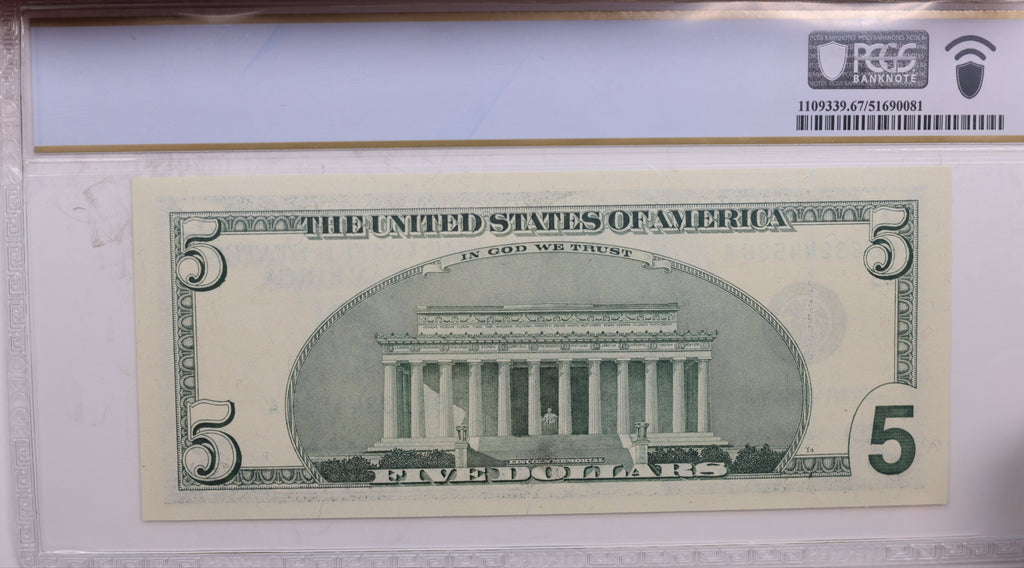 PCGS
BANKNOTE
1109339.67/51690081
THE UNITED STATES OF AMERICA
IN GOD WE TRUST
5
5
LINCOLN MEMORIAL
5
FIVE DOLLARS
5